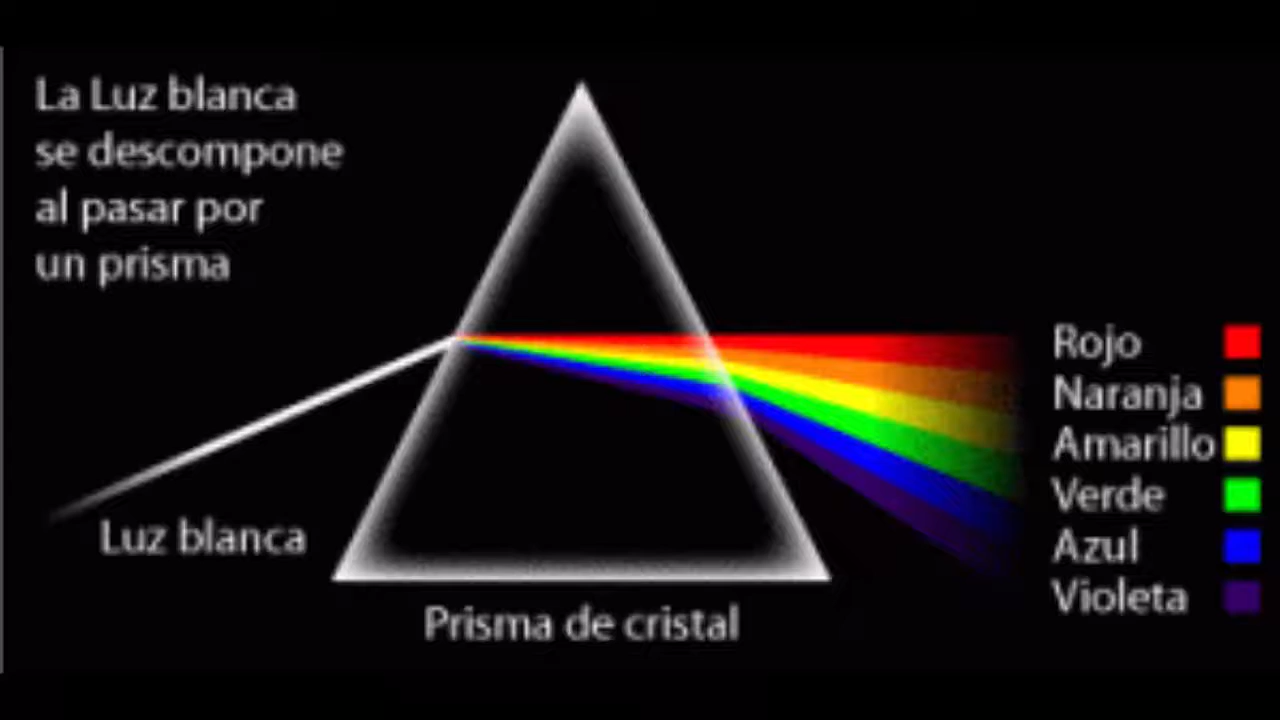 La Luz blanca
se descompone
al pasar por
un prisma
Luz blanca
Prisma de cristal
Rojo
Naranja
Amarillo
Verde
Azul
Violeta